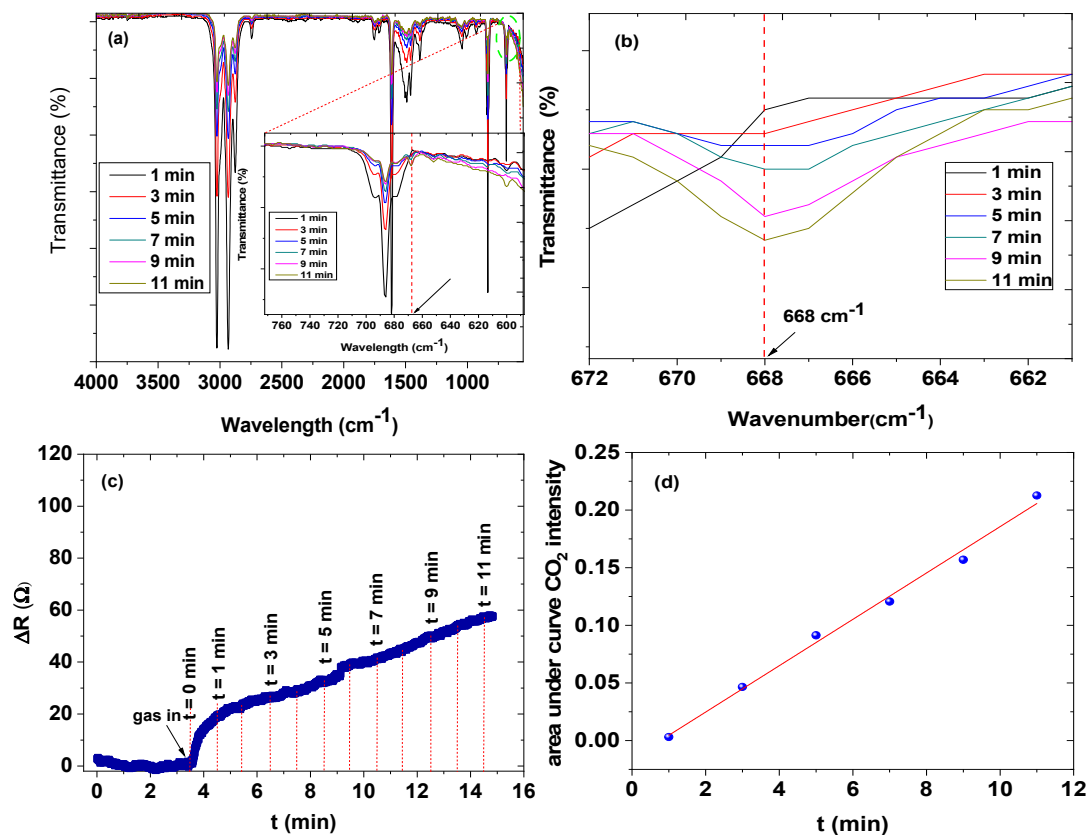 (a)
Transmittance (%)
1 min
3 min
5 min
7 min
9 min
11 min
Transmittance (%)
1 min
3 min
5 min
7 min
9 min
11 min
760 740 720 700 680 660 640 620 600
Wavelength (cm⁻¹)
4000 3500 3000 2500 2000 1500 1000
Wavelength (cm⁻¹)
(b)
Transmittance (%)
1 min
3 min
5 min
7 min
9 min
11 min
668 cm⁻¹
672 670 668 666 664 662
Wavenumber(cm⁻¹)
(c)
ΔR (Ω)
120
100
80
60
40
20
0
gas in
t = 0 min
t = 1 min
t = 3 min
t = 5 min
t = 7 min
t = 9 min
t = 11 min
0 2 4 6 8 10 12 14 16
t (min)
(d)
area under curve CO₂ intensity
0.25
0.20
0.15
0.10
0.05
0.00
0 2 4 6 8 10 12
t (min)